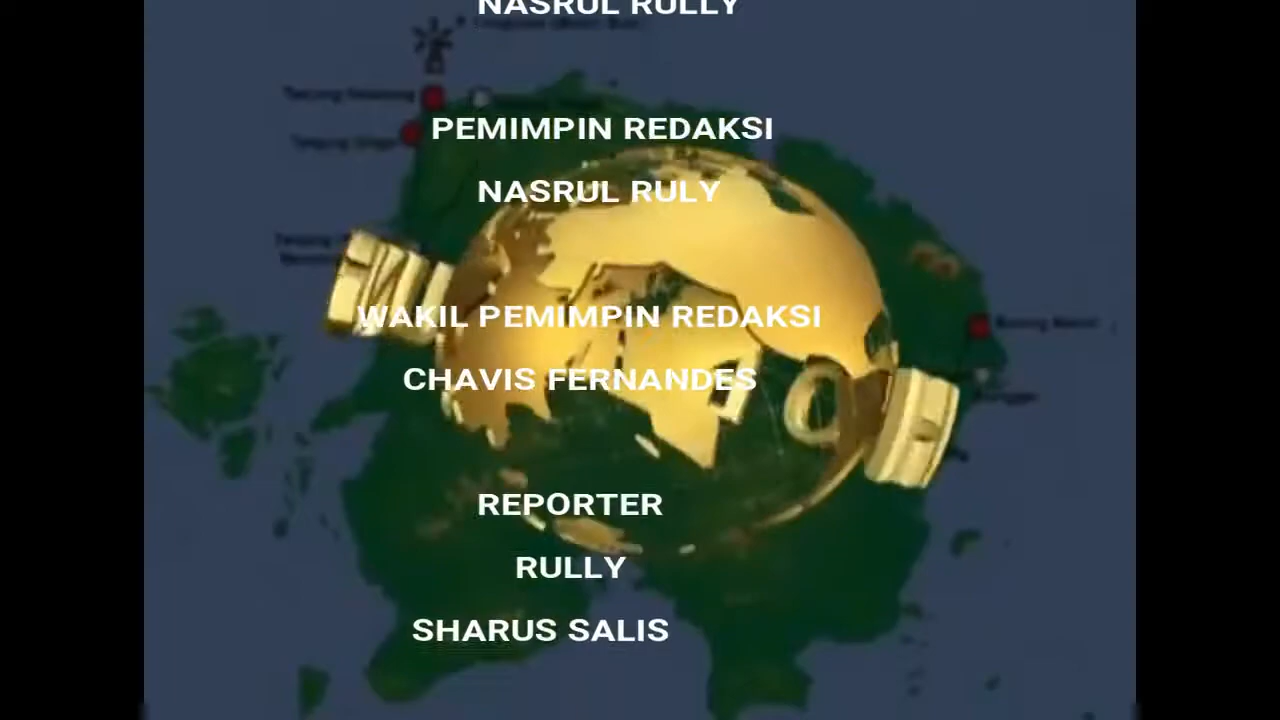 NASRUL RULLY
PEMIMPIN REDAKSI
NASRUL RULY
WAKIL PEMIMPIN REDAKSI
CHAVIS FERNANDES
REPORTER
RULLY
SHARUS SALIS